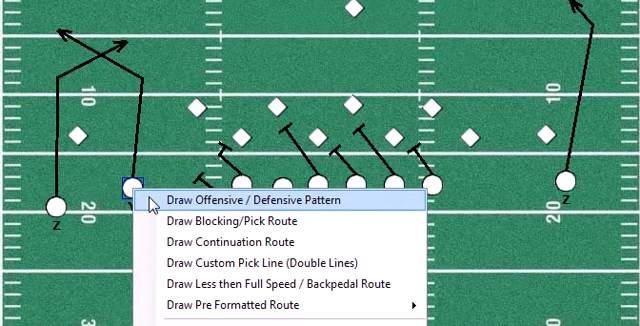 10
10
20
Z
Y
20
Z
Draw Offensive / Defensive Pattern
Draw Blocking/Pick Route
Draw Continuation Route
Draw Custom Pick Line (Double Lines)
Draw Less then Full Speed / Backpedal Route
Draw Pre Formatted Route